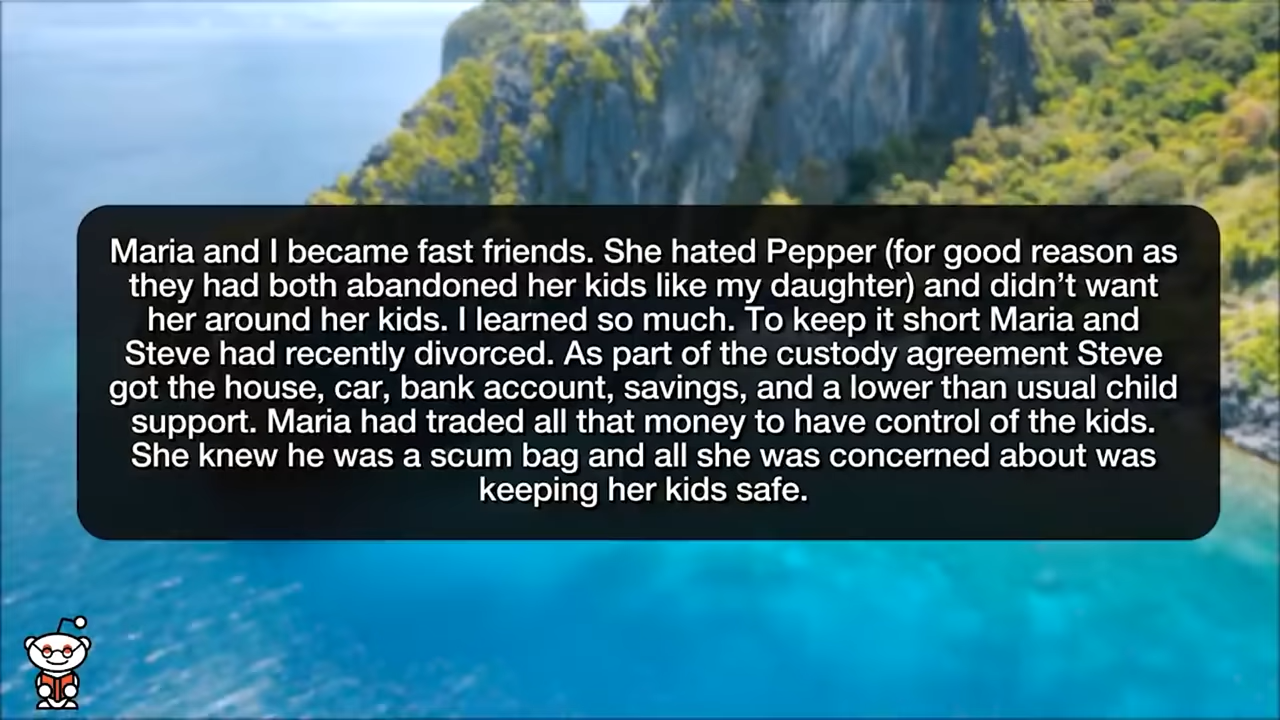 Maria and I became fast friends. She hated Pepper (for good reason as
they had both abandoned her kids like my daughter) and didn’t want
her around her kids. I learned so much. To keep it short Maria and
Steve had recently divorced. As part of the custody agreement Steve
got the house, car, bank account, savings, and a lower than usual child
support. Maria had traded all that money to have control of the kids.
She knew he was a scum bag and all she was concerned about was
keeping her kids safe.